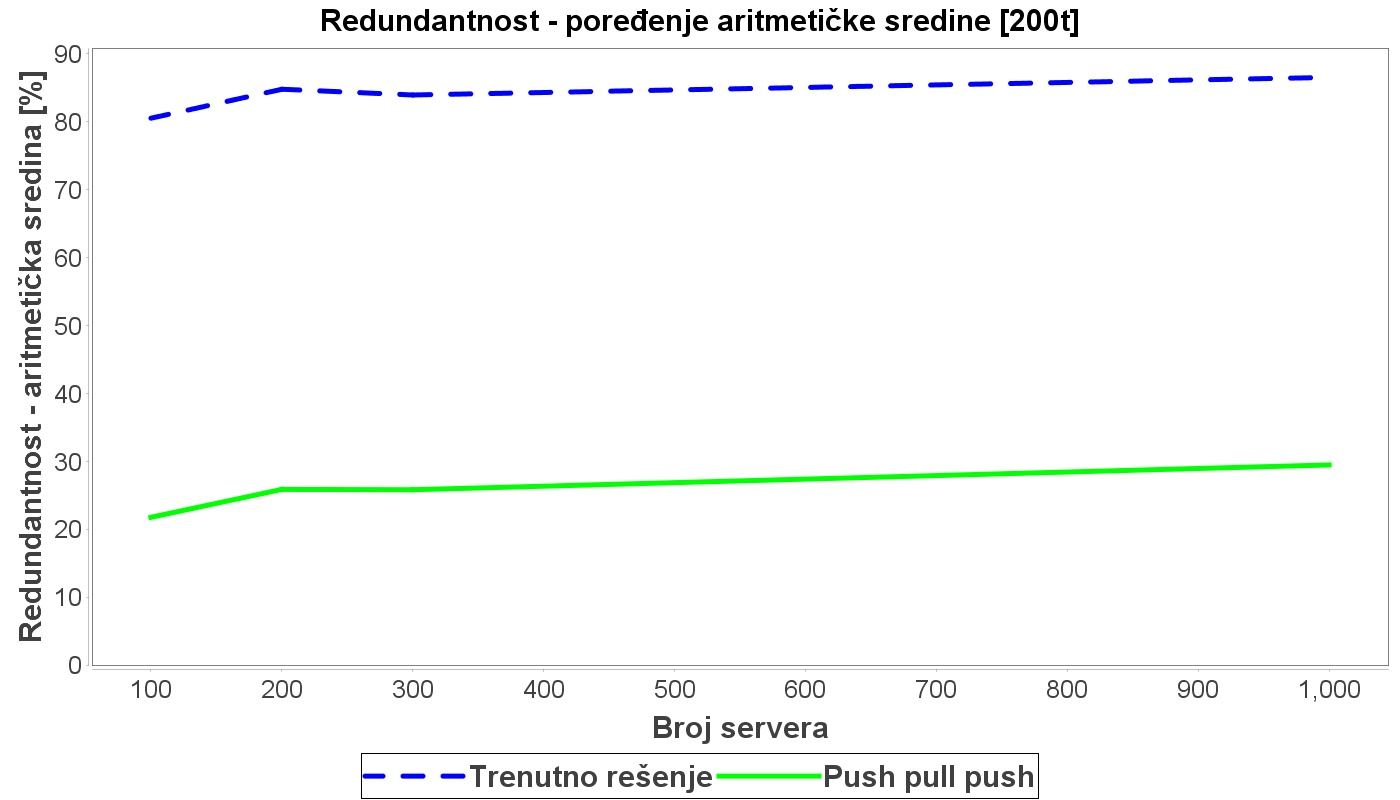 Redundantnost - poređenje aritmetičke sredine [200t]
Redundantnost - aritmetička sredina [%]
90
80
70
60
50
40
30
20
10
0
100 200 300 400 500 600 700 800 900 1,000
Broj servera
Trenutno rešenje Push pull push